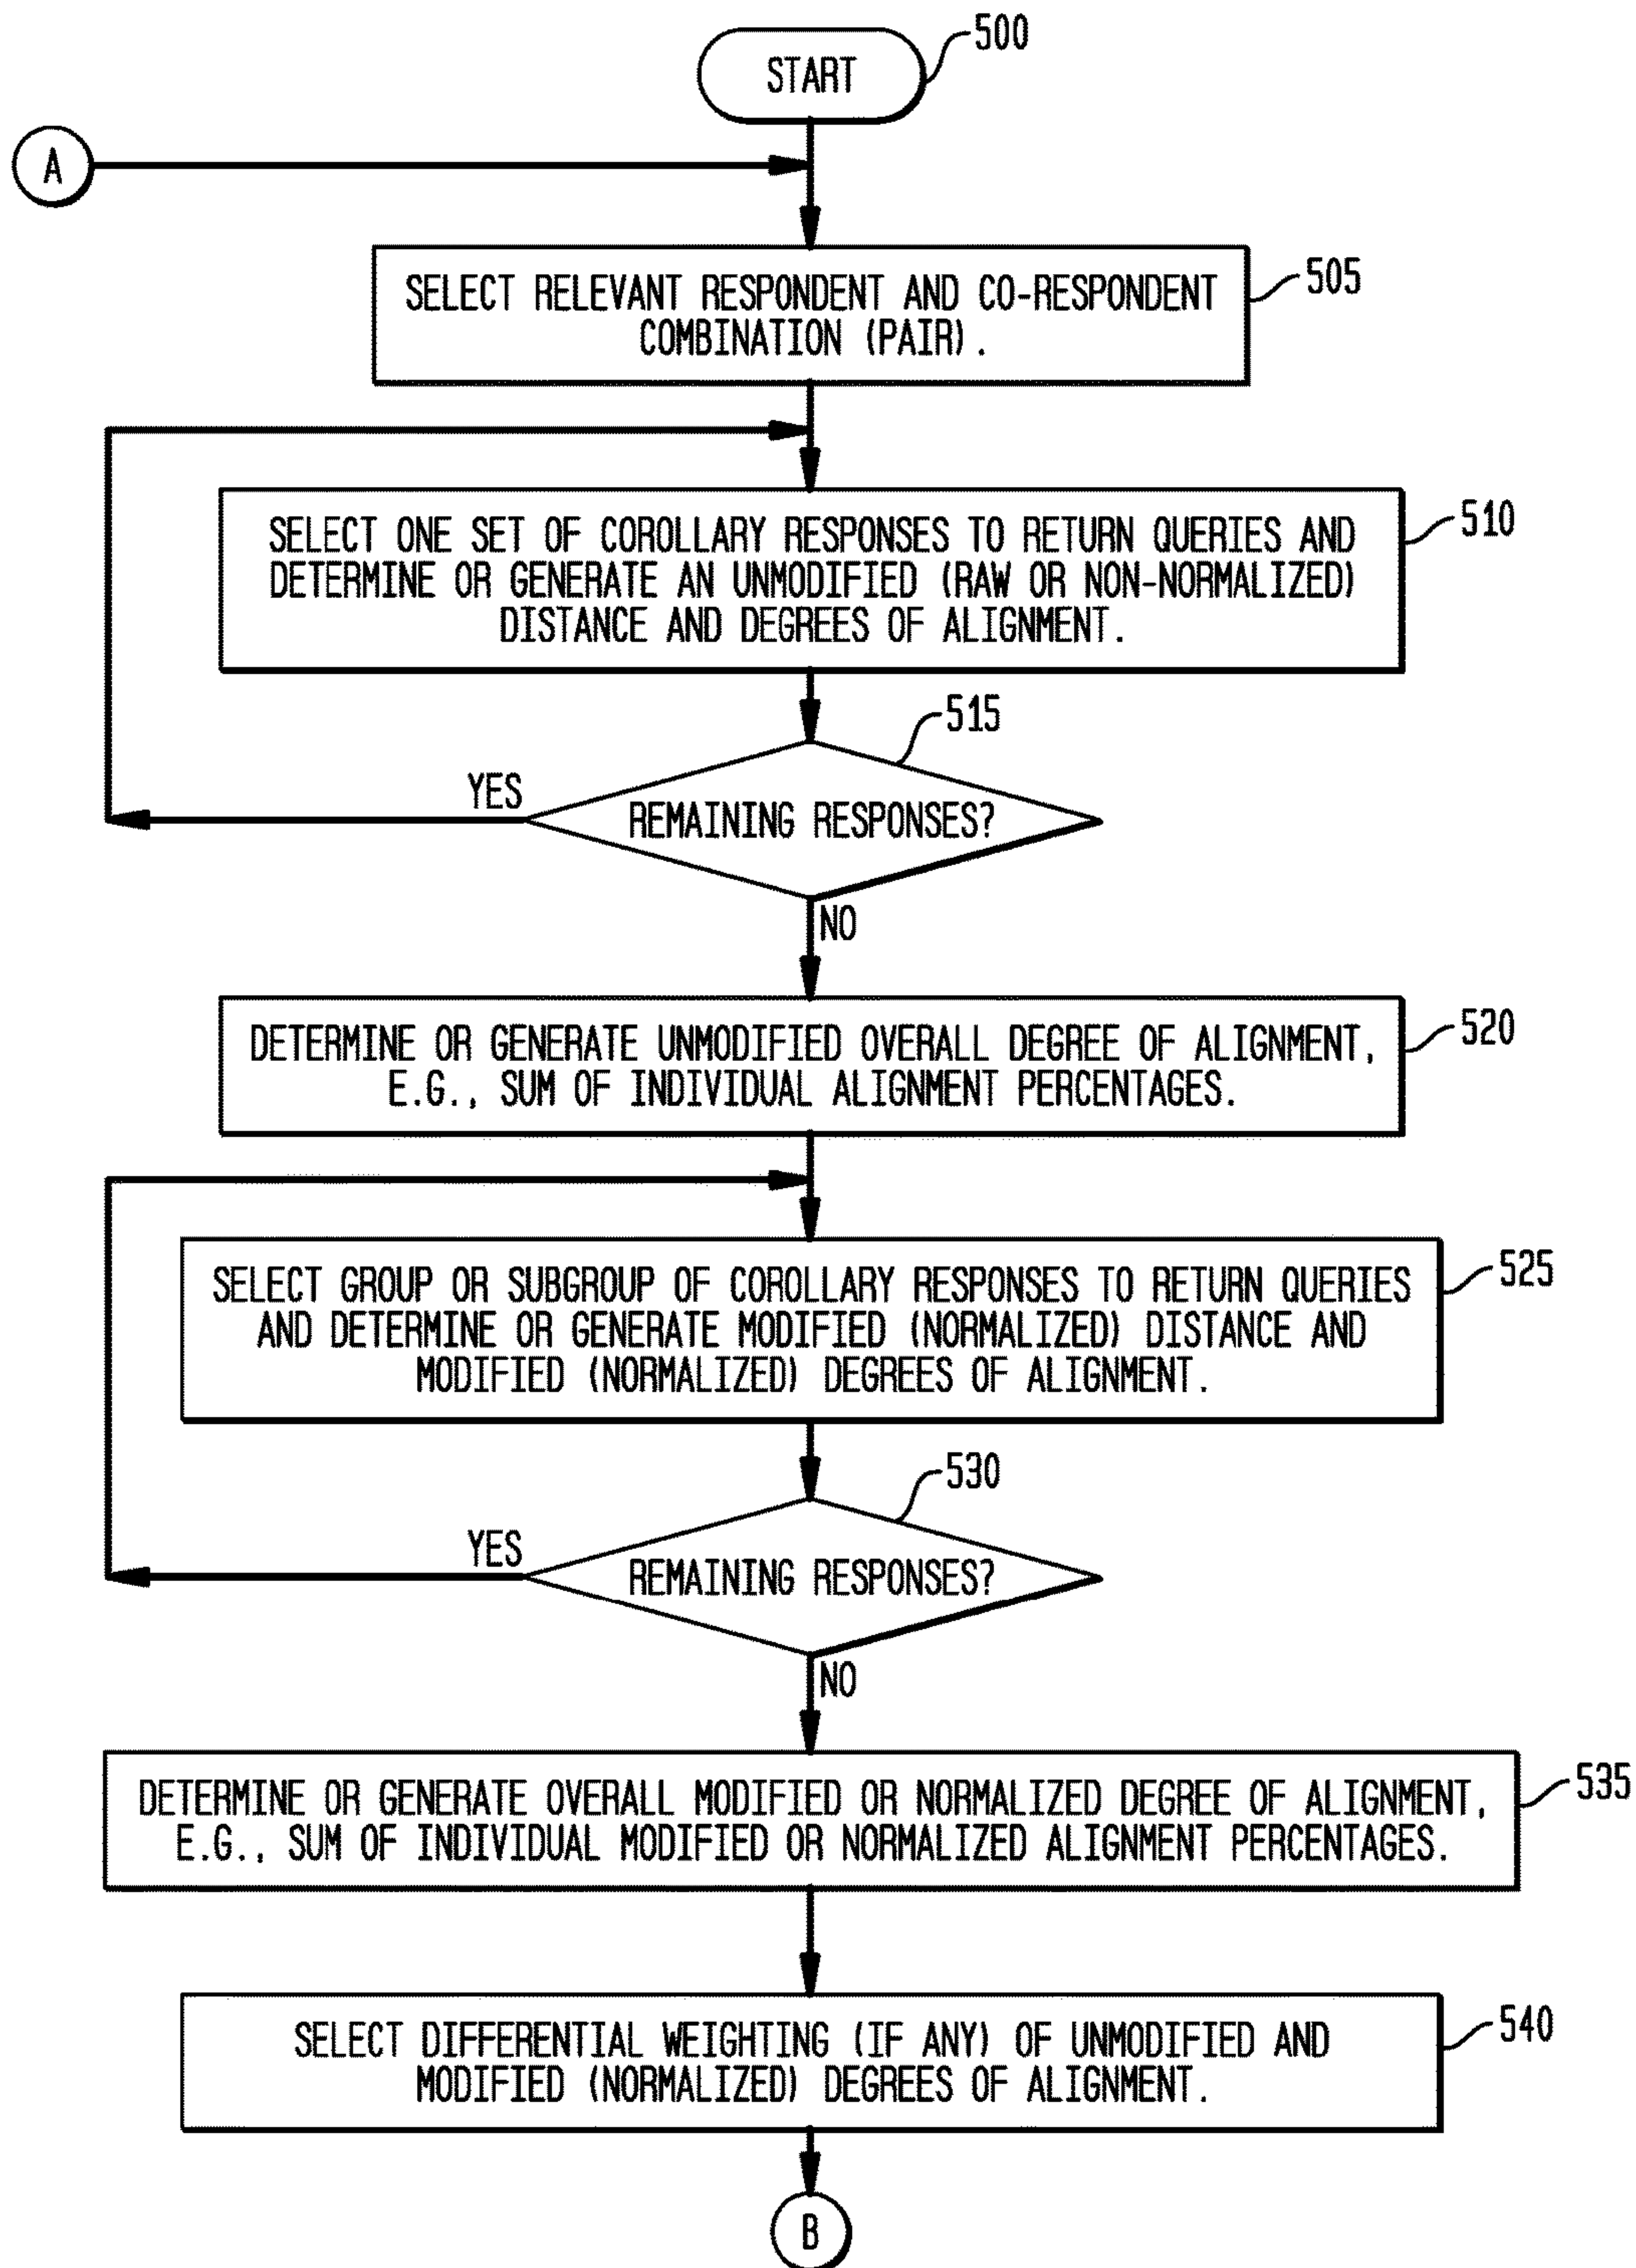 START
500
A
SELECT RELEVANT RESPONDENT AND CO-RESPONDENT
COMBINATION (PAIR).
505
SELECT ONE SET OF COROLLARY RESPONSES TO RETURN QUERIES AND
DETERMINE OR GENERATE AN UNMODIFIED (RAW OR NON-NORMALIZED)
DISTANCE AND DEGREES OF ALIGNMENT.
510
515
YES
REMAINING RESPONSES?
NO
DETERMINE OR GENERATE UNMODIFIED OVERALL DEGREE OF ALIGNMENT,
E.G., SUM OF INDIVIDUAL ALIGNMENT PERCENTAGES.
520
SELECT GROUP OR SUBGROUP OF COROLLARY RESPONSES TO RETURN QUERIES
AND DETERMINE OR GENERATE MODIFIED (NORMALIZED) DISTANCE AND
MODIFIED (NORMALIZED) DEGREES OF ALIGNMENT.
525
530
YES
REMAINING RESPONSES?
NO
DETERMINE OR GENERATE OVERALL MODIFIED OR NORMALIZED DEGREE OF ALIGNMENT,
E.G., SUM OF INDIVIDUAL MODIFIED OR NORMALIZED ALIGNMENT PERCENTAGES.
535
SELECT DIFFERENTIAL WEIGHTING (IF ANY) OF UNMODIFIED AND
MODIFIED (NORMALIZED) DEGREES OF ALIGNMENT.
540
B